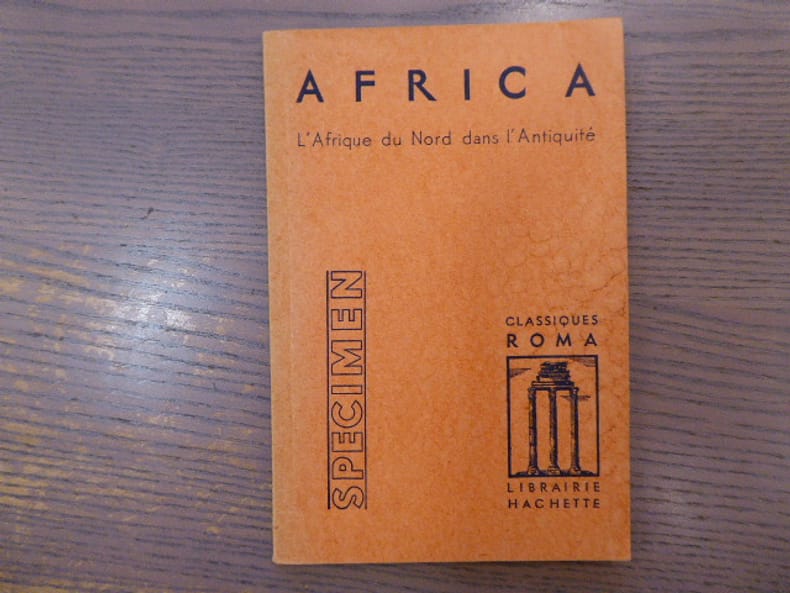 AFRICA
L'Afrique du Nord dans l'Antiquité
SPECIMEN
CLASSIQUES
ROMA
LIBRAIRIE
HACHETTE